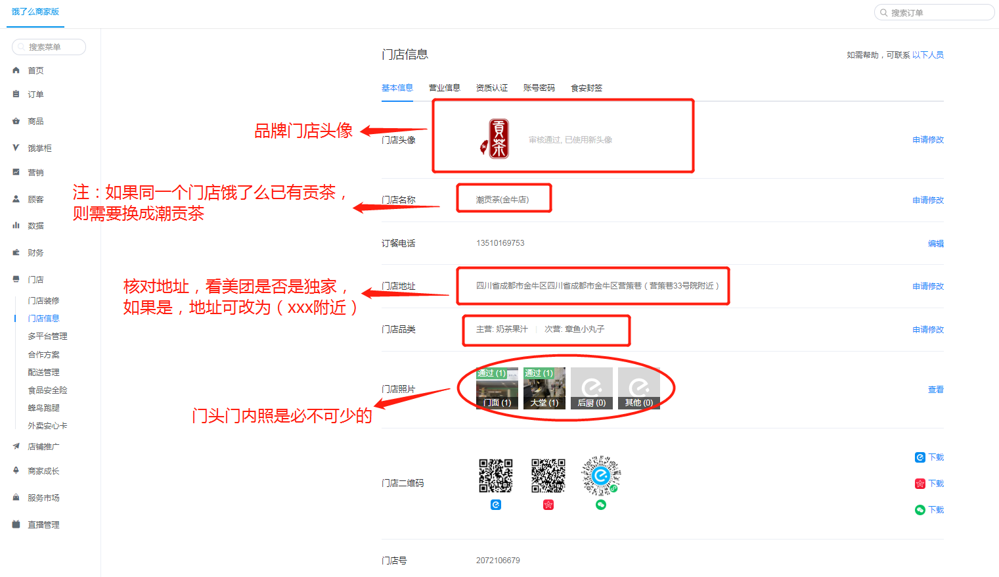 饿了么商家版
搜索订单
搜索菜单
首页
订单
商品
饿掌柜
营销
顾客
数据
财务
门店
门店装修
门店信息
多平台管理
合作方案
配送管理
食品安全险
蜂鸟跑腿
外卖安心卡
店铺推广
商家成长
服务市场
直播管理
门店信息
如需帮助，可联系 以下人员
基本信息 营业信息 资质认证 账号密码 食安封签
品牌门店头像
门店头像
貢茶
审核通过, 已使用新头像
申请修改
注：如果同一个门店饿了么已有贡茶，
则需要换成潮贡茶
门店名称
潮贡茶(金牛店)
申请修改
订餐电话
13510169753
编辑
核对地址，看美团是否是独家，
如果是，地址可改为（xxx附近）
门店地址
四川省成都市金牛区四川省成都市金牛区营策巷（营策巷33号院附近）
申请修改
门店品类
主营: 奶茶果汁 | 次营: 章鱼小丸子
申请修改
门头门内照是必不可少的
门店照片
通过 (1) 通过 (1)
门面 (1) 大堂 (1) 后厨 (0) 其他 (0)
查看
门店二维码
下载
下载
下载
门店号
2072106679